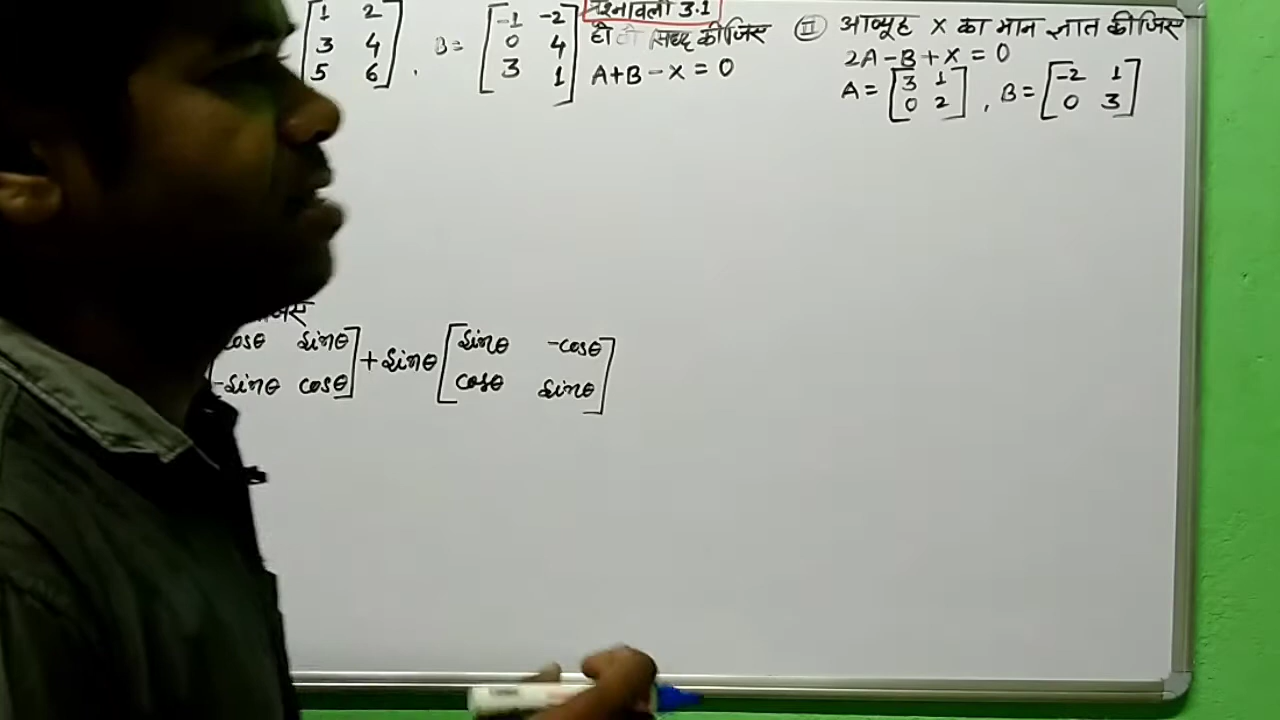 प्रश्नावली 3.1
[1 2
3 4
5 6] , B = [-1 -2
0 4
3 1] हो तो सिद्ध कीजिए
A+B-X=0
II आव्यूह X का मान ज्ञात कीजिए
2A-B+X=0
A = [3 1
0 2] , B = [-2 1
0 3]
[cosθ sinθ
-sinθ cosθ] + sinθ [sinθ -cosθ
cosθ sinθ]